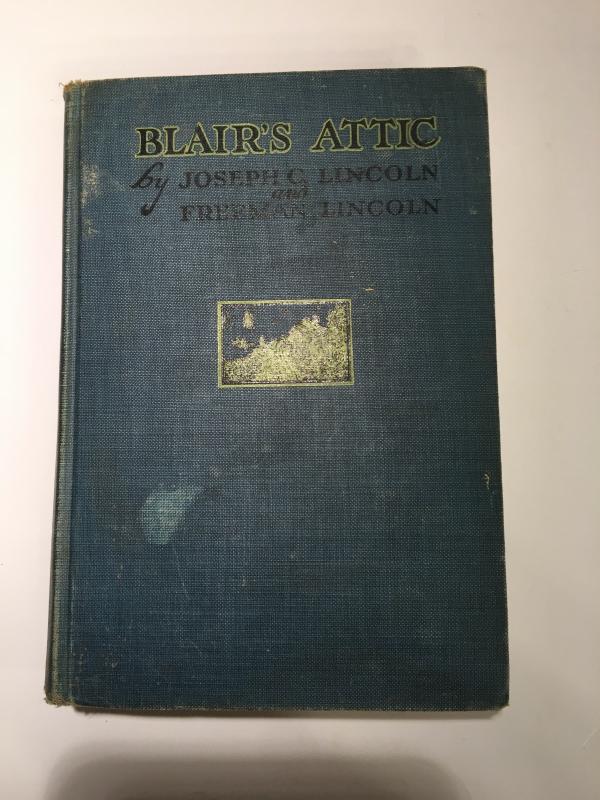 BLAIR'S ATTIC
by JOSEPH C. LINCOLN
and
FREEMAN LINCOLN